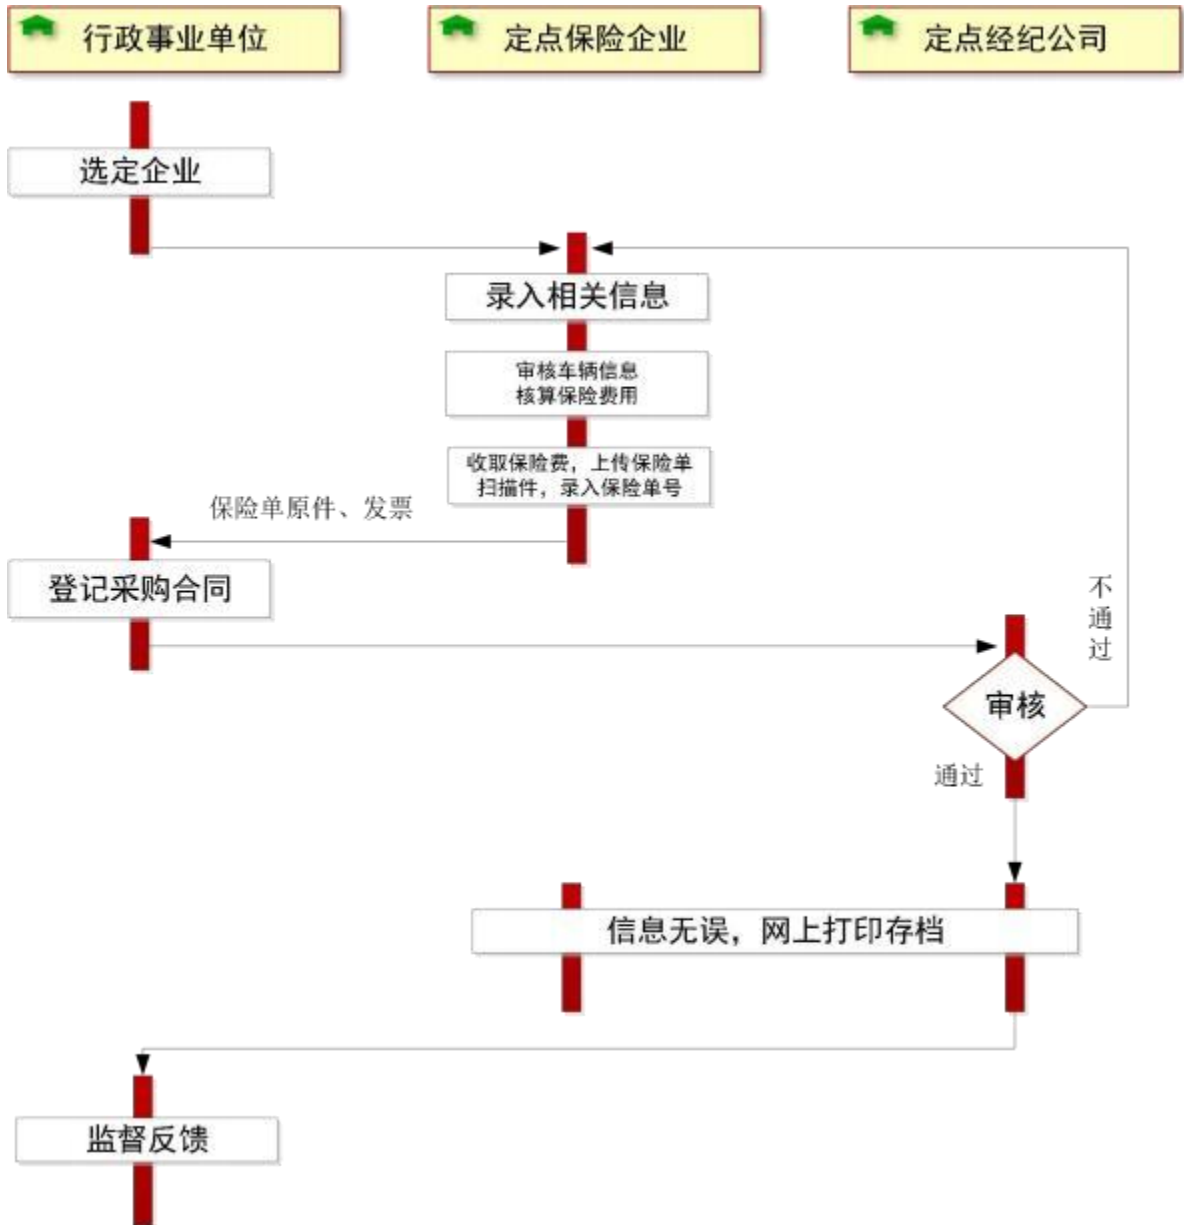 行政事业单位
定点保险企业
定点经纪公司
选定企业
录入相关信息
审核车辆信息
核算保险费用
收取保险费，上传保险单
扫描件，录入保险单号
保险单原件、发票
登记采购合同
不通过
审核
通过
信息无误，网上打印存档
监督反馈